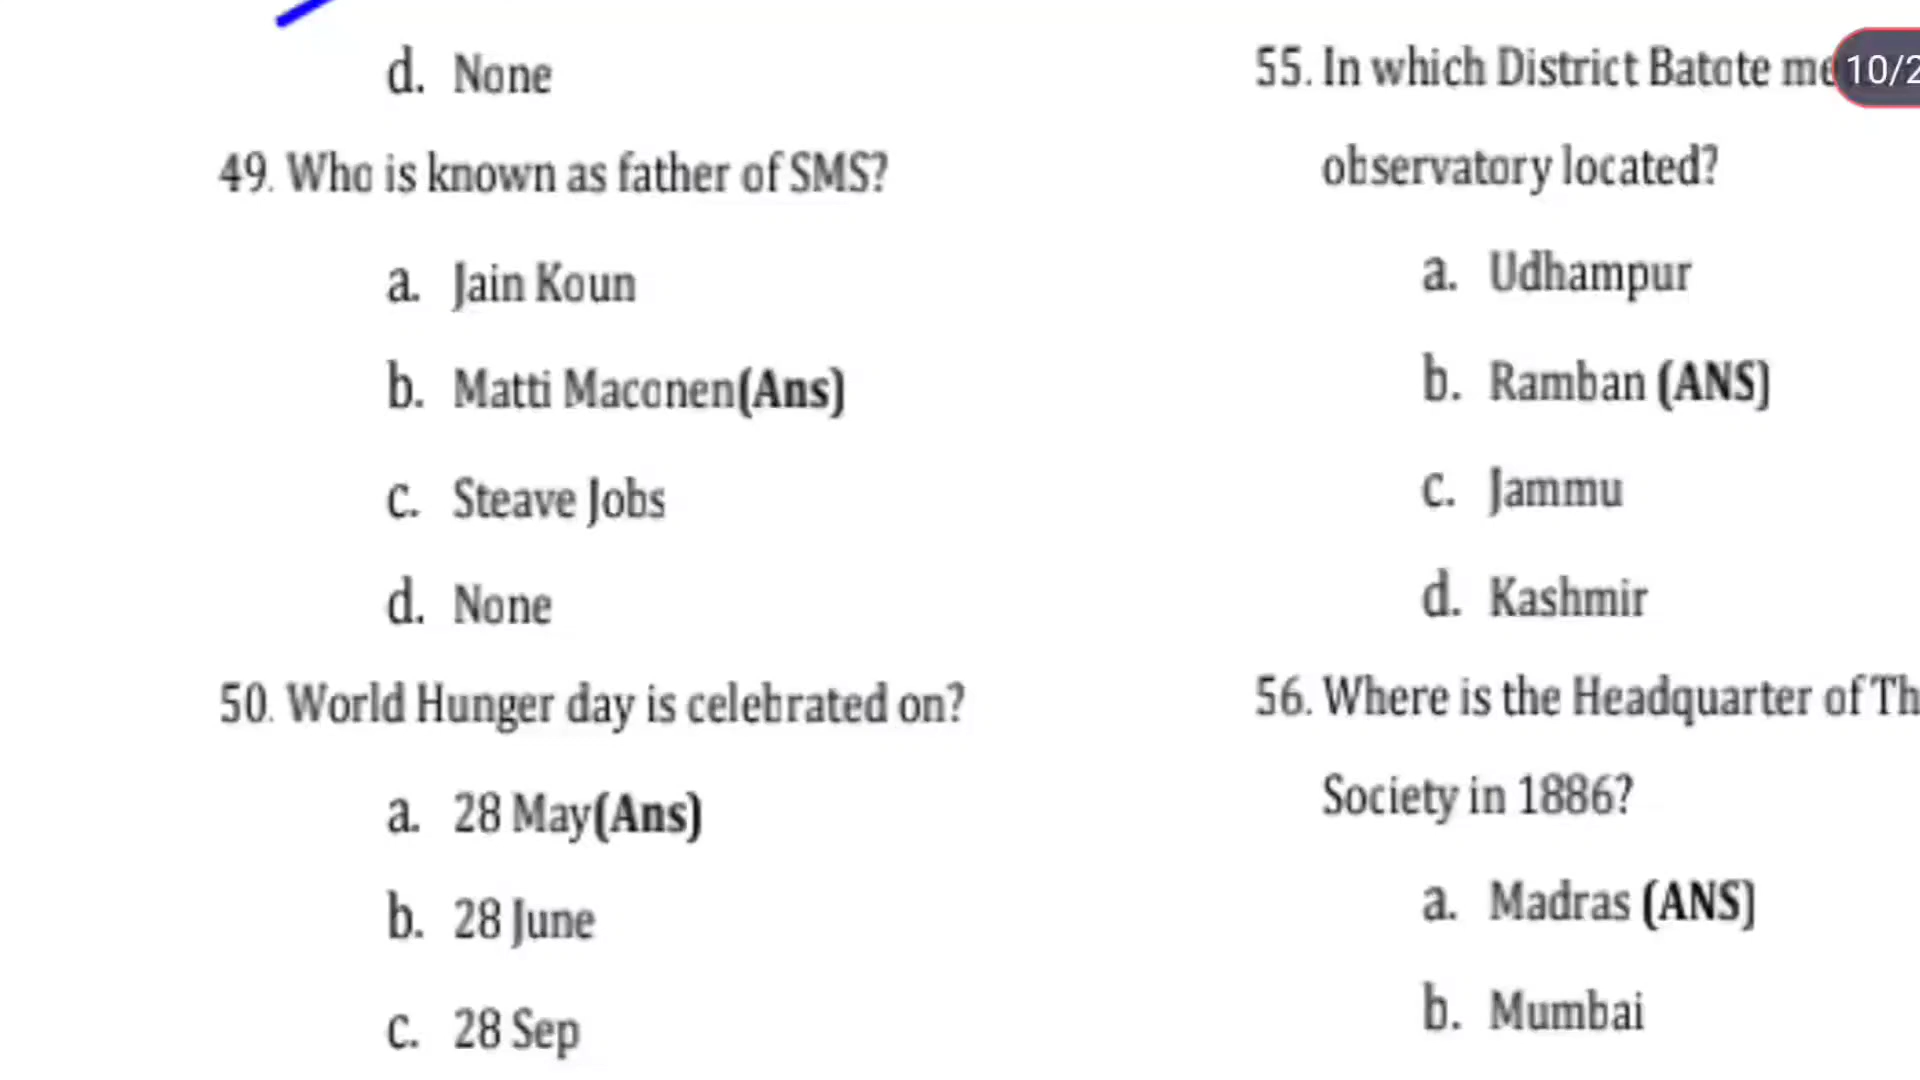 d. None
49. Who is known as father of SMS?
a. Jain Koun
b. Matti Maconen(Ans)
c. Steave Jobs
d. None
50. World Hunger day is celebrated on?
a. 28 May(Ans)
b. 28 June
c. 28 Sep
55. In which District Batote
observatory located?
a. Udhampur
b. Ramban (ANS)
c. Jammu
d. Kashmir
56. Where is the Headquarter of Th
Society in 1886?
a. Madras (ANS)
b. Mumbai
10/2